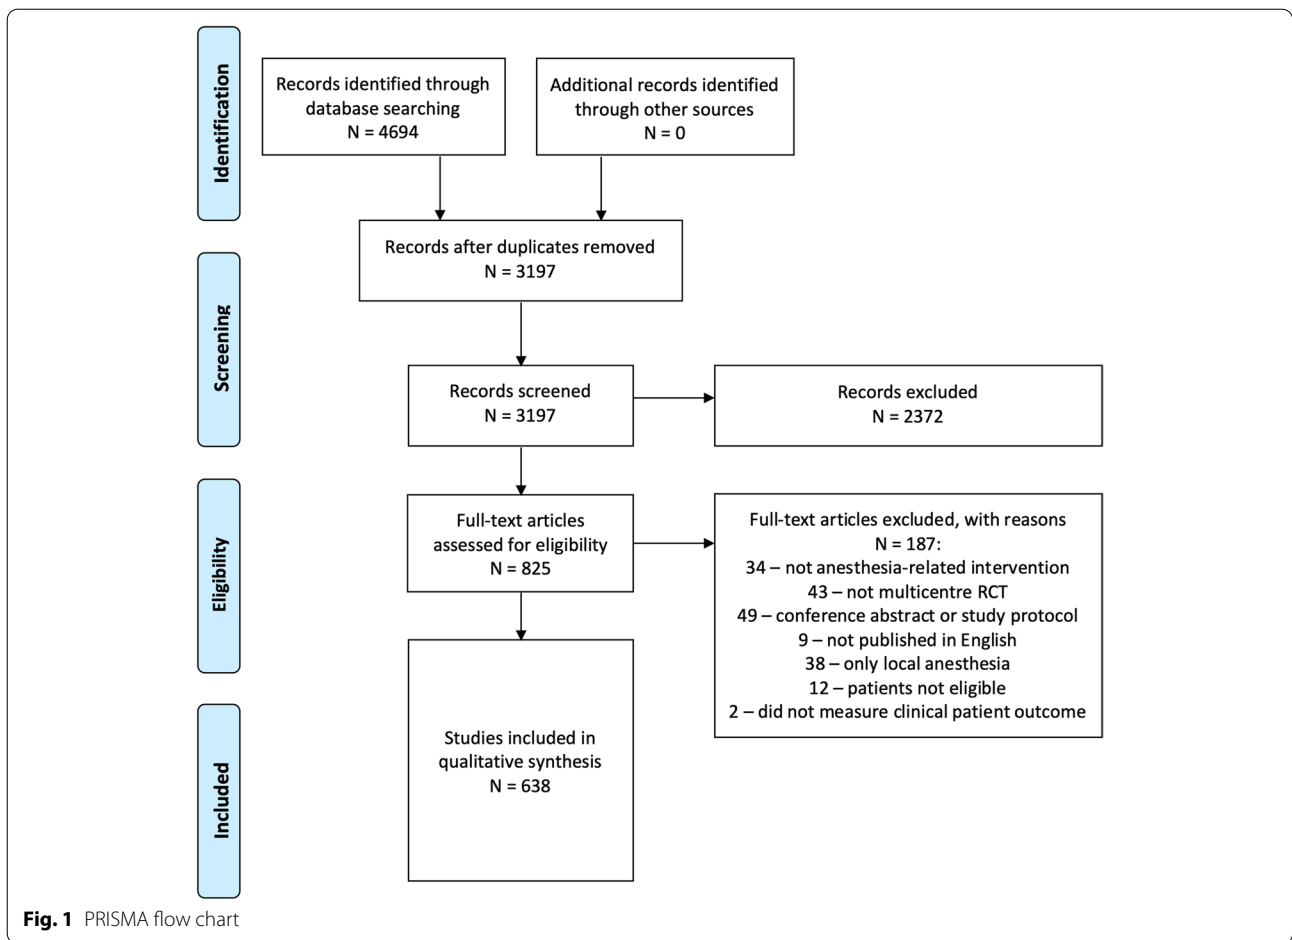 Identification
Records identified through
database searching
N = 4694
Additional records identified
through other sources
N = 0
Records after duplicates removed
N = 3197
Screening
Records screened
N = 3197
Records excluded
N = 2372
Eligibility
Full-text articles
assessed for eligibility
N = 825
Full-text articles excluded, with reasons
N = 187:
34 – not anesthesia-related intervention
43 – not multicentre RCT
49 – conference abstract or study protocol
9 – not published in English
38 – only local anesthesia
12 – patients not eligible
2 – did not measure clinical patient outcome
Included
Studies included in
qualitative synthesis
N = 638
Fig. 1 PRISMA flow chart